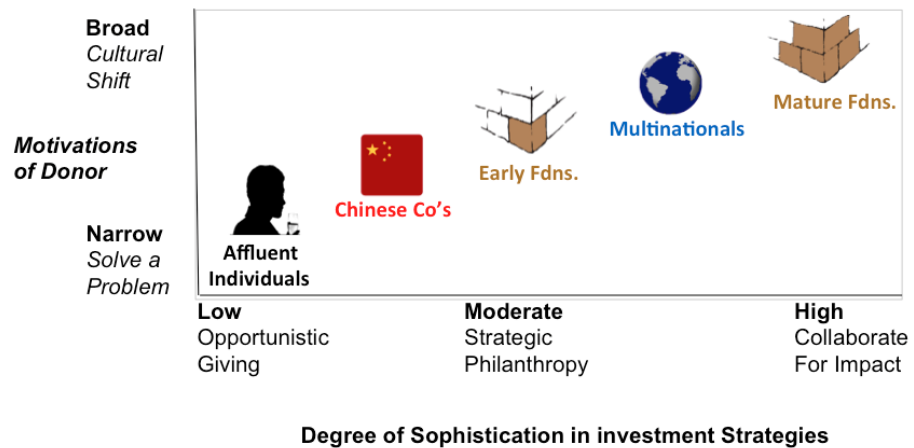 Broad
Cultural
Shift
Motivations
of Donor
Narrow
Solve a
Problem
Affluent
Individuals
Chinese Co's
Early Fdns.
Multinationals
Mature Fdns.
Low
Opportunistic
Giving
Moderate
Strategic
Philanthropy
High
Collaborate
For Impact
Degree of Sophistication in investment Strategies